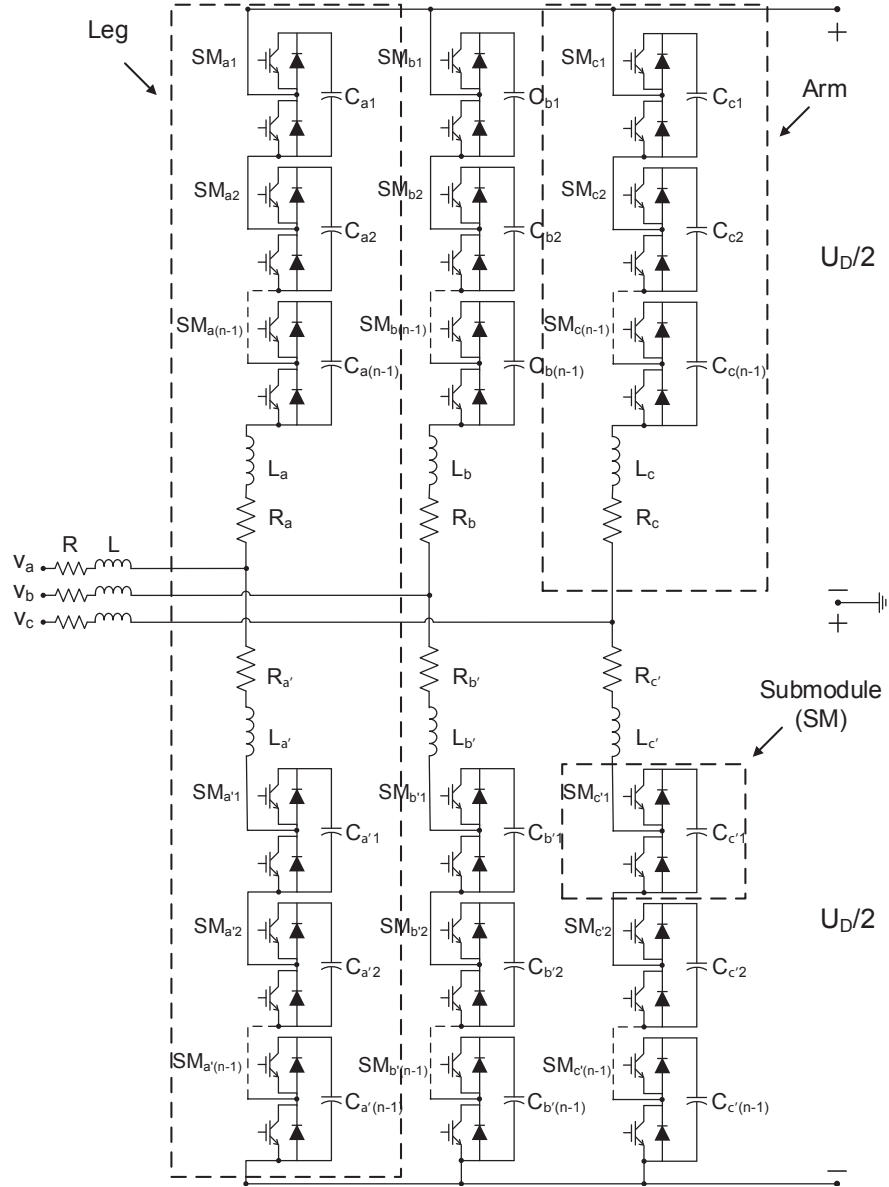 Leg
Arm
SMa1
Ca1
SMb1
Cb1
SMc1
Cc1
SMa2
Ca2
SMb2
Cb2
SMc2
Cc2
UD/2
SMa(n-1)
Ca(n-1)
SMb(n-1)
Cb(n-1)
SMc(n-1)
Cc(n-1)
La
Lb
Lc
Ra
Rb
Rc
R
L
va
vb
vc
+
−
+
−
Ra'
Rb'
Rc'
Submodule
(SM)
La'
Lb'
Lc'
SMa'1
Ca'1
SMb'1
Cb'1
SMc'1
Cc'1
SMa'2
Ca'2
SMb'2
Cb'2
SMc'2
Cc'2
UD/2
SMa'(n-1)
Ca'(n-1)
SMb'(n-1)
Cb'(n-1)
SMc'(n-1)
Cc'(n-1)